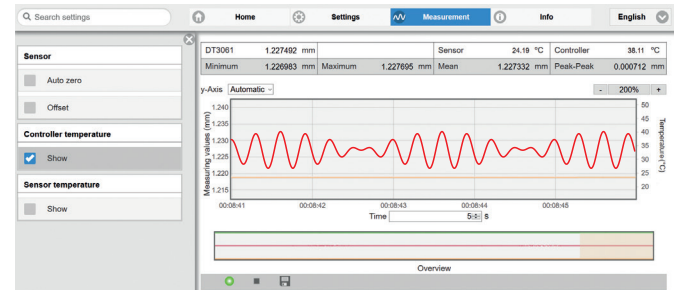 Search settings
Home
Settings
Measurement
Info
English
Sensor
Auto zero
Offset
Controller temperature
Show
Sensor temperature
Show
DT3061 1.227492 mm Sensor 24.19 °C Controller 38.11 °C
Minimum 1.226983 mm Maximum 1.227695 mm Mean 1.227332 mm Peak-Peak 0.000712 mm
y-Axis Automatic - 200% +
Measuring values (mm)
1.240
1.235
1.230
1.225
1.220
1.215
50
45
40
35
30
25
20
Temperature (°C)
00:08:41 00:08:42 00:08:43 00:08:44 00:08:45
Time 5 s
Overview